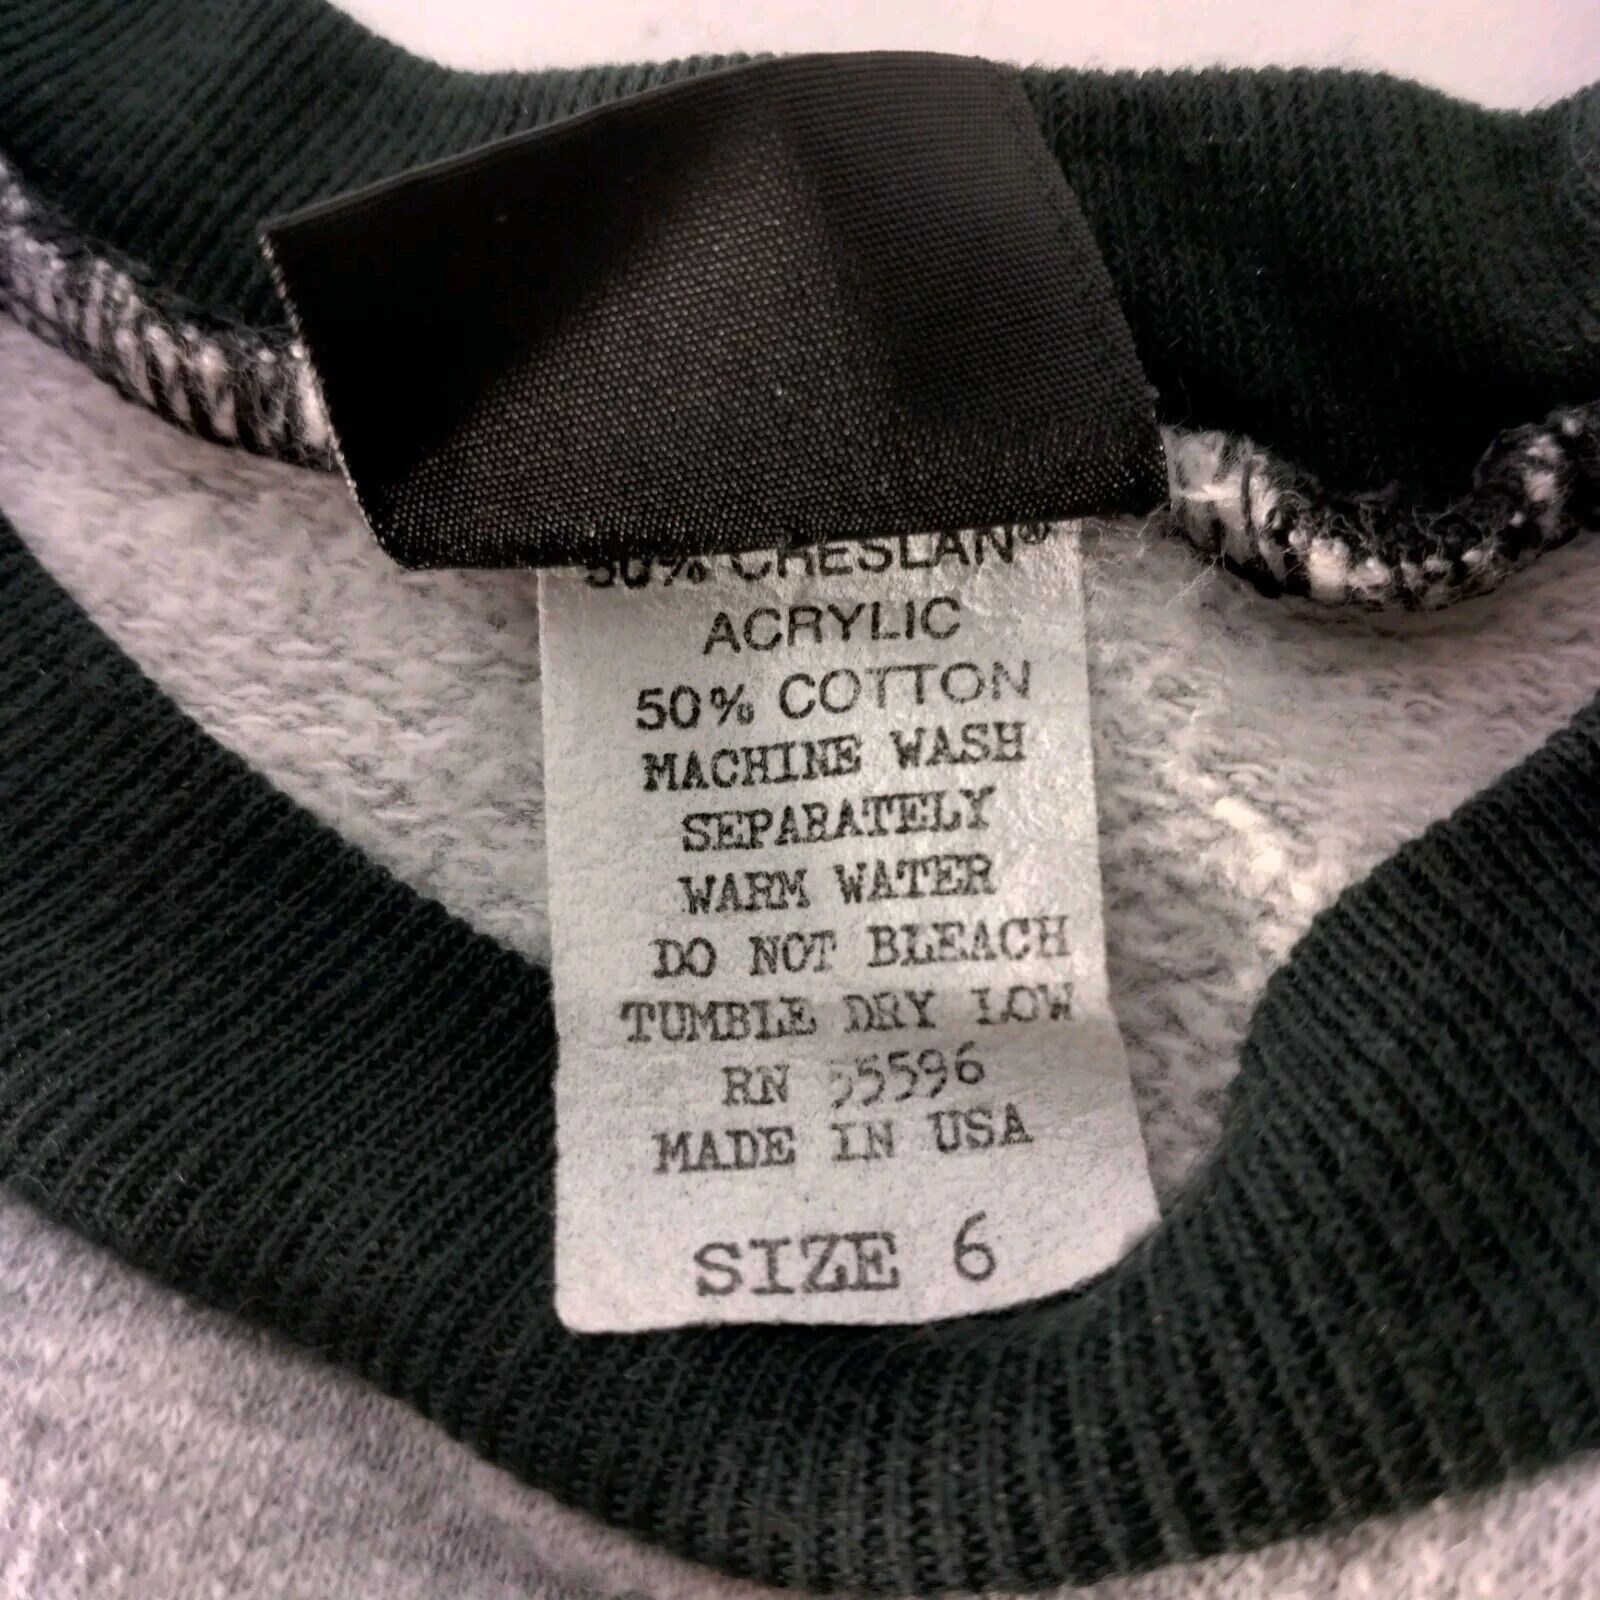 50% CRESLAN®
ACRYLIC
50% COTTON
MACHINE WASH
SEPARATELY
WARM WATER
DO NOT BLEACH
TUMBLE DRY LOW
RN 55596
MADE IN USA
SIZE 6